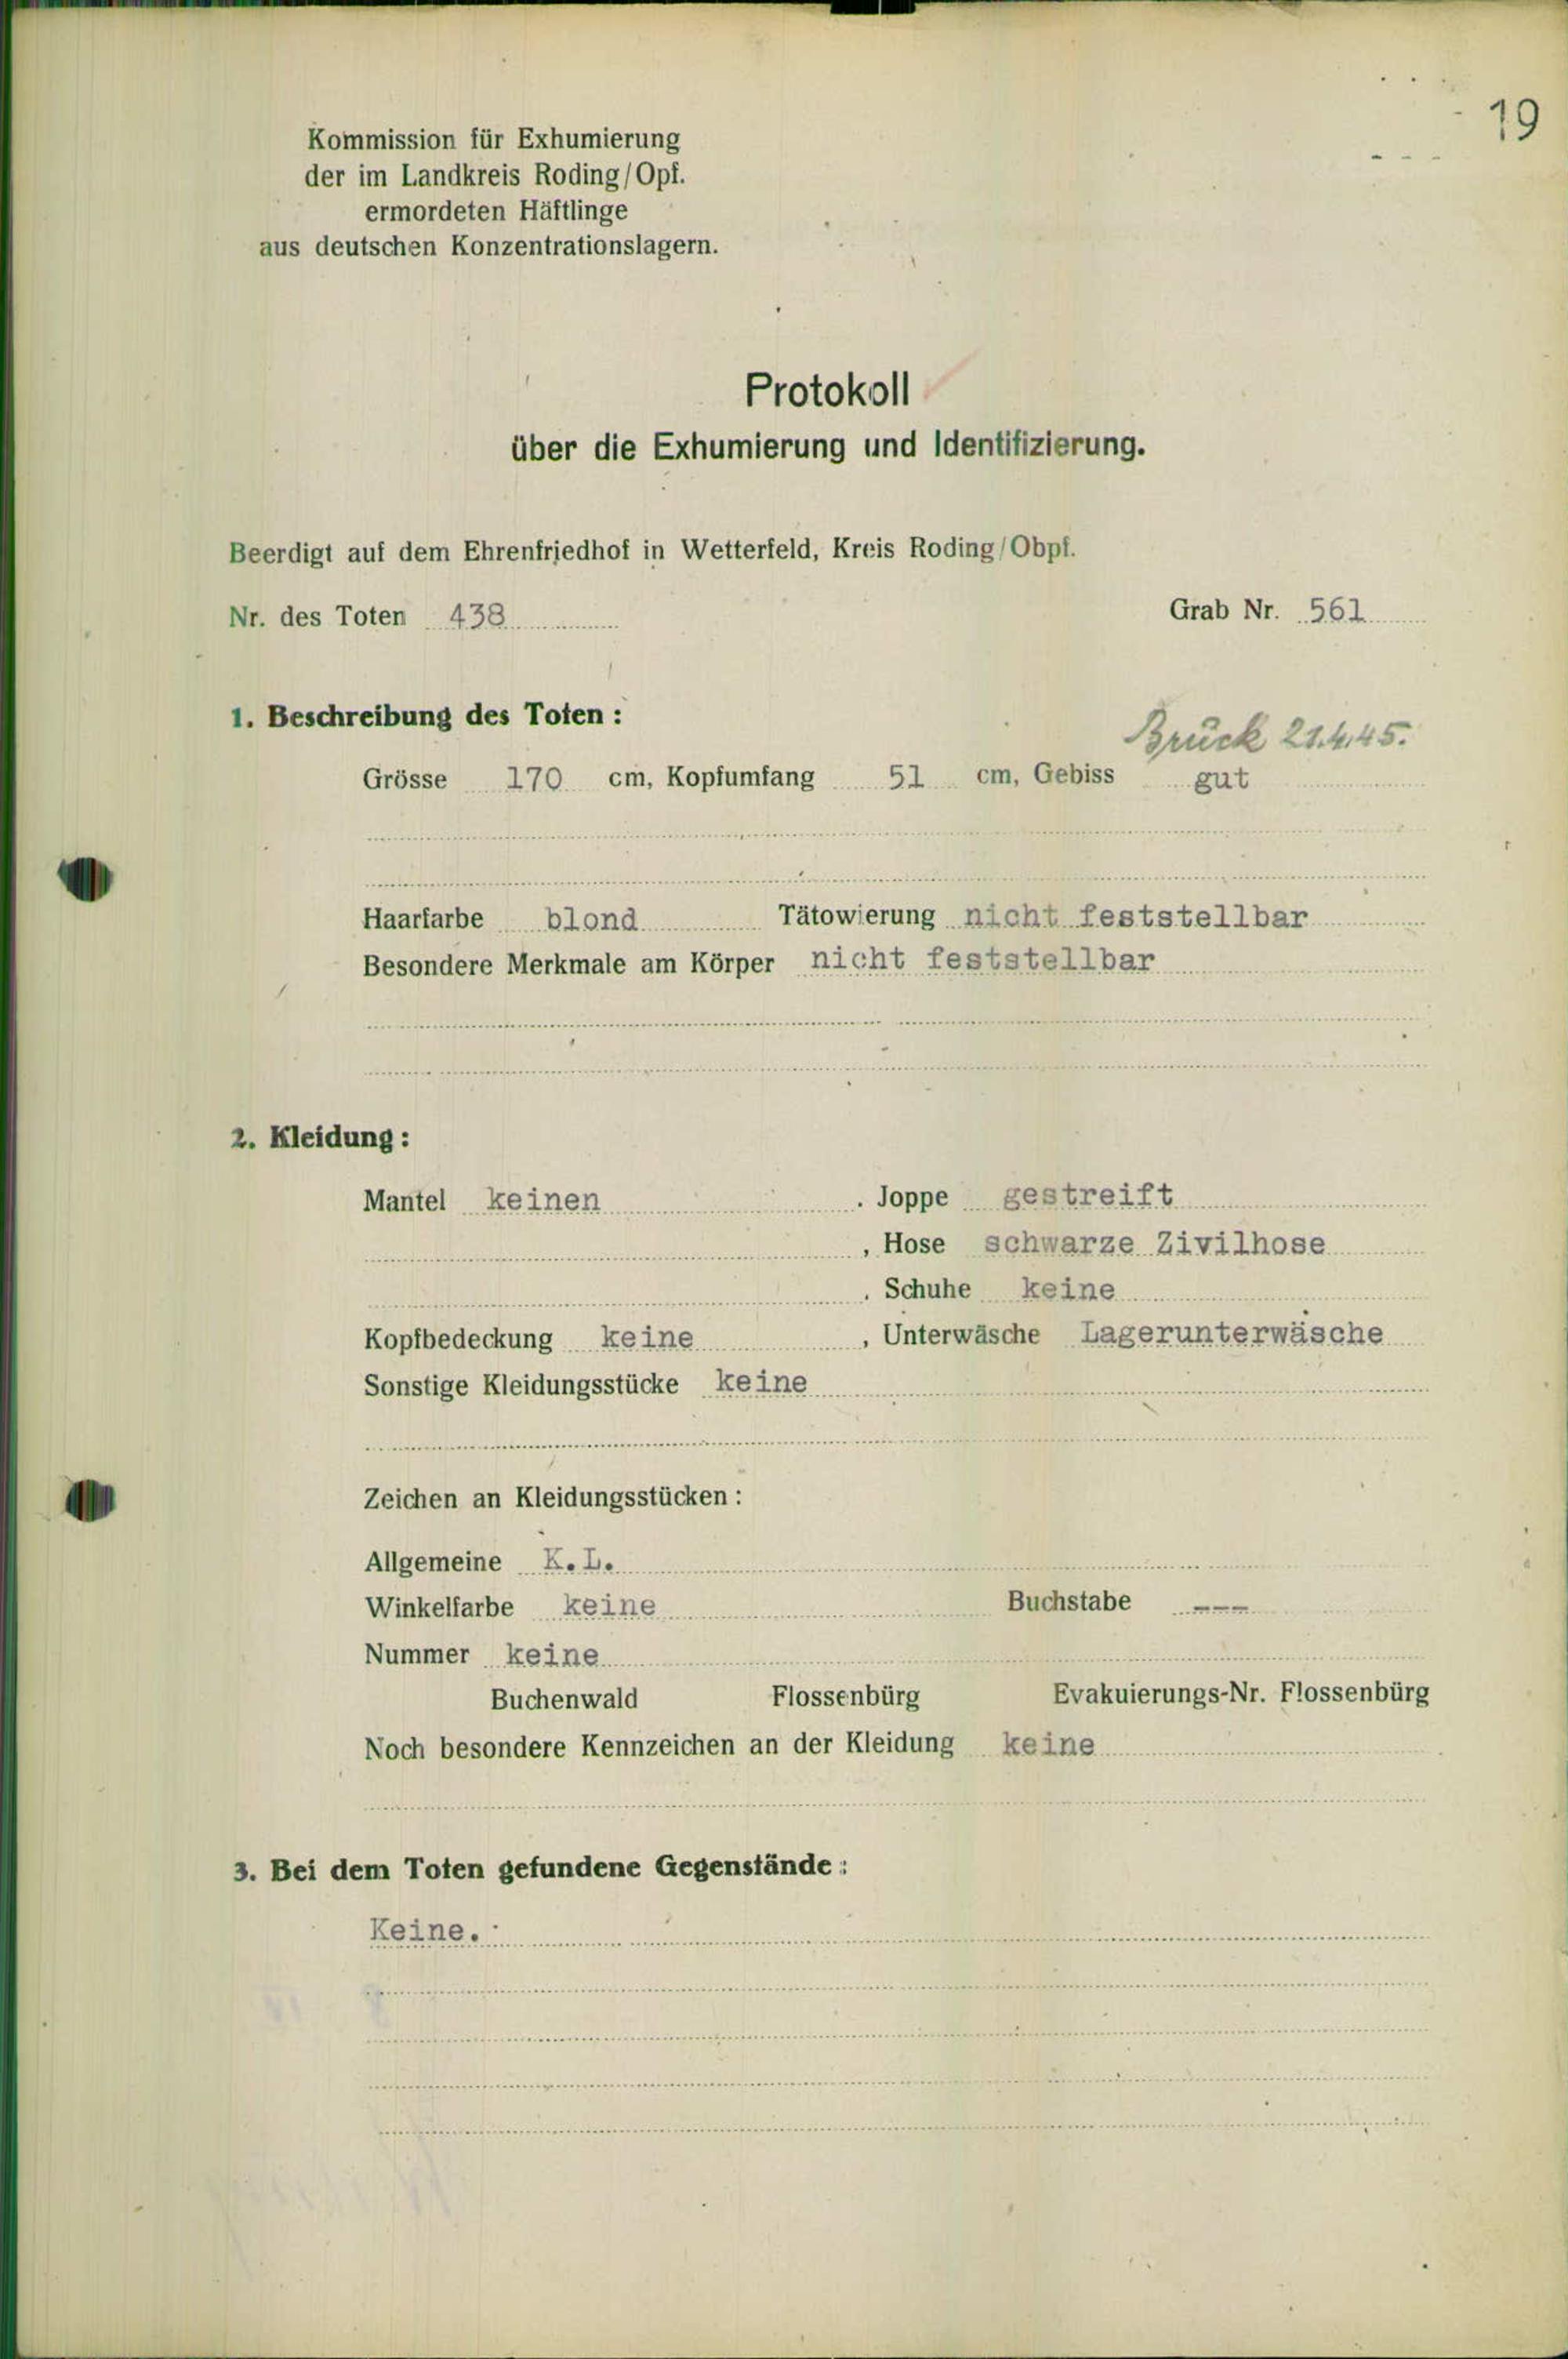 19
Kommission für Exhumierung
der im Landkreis Roding/Opf.
ermordeten Häftlinge
aus deutschen Konzentrationslagern.
Protokoll
über die Exhumierung und Identifizierung.
Beerdigt auf dem Ehrenfriedhof in Wetterfeld, Kreis Roding/Obpf.
Nr. des Toten 438 Grab Nr. 561
1. Beschreibung des Toten:
Brück 21.4.45.
Grösse 170 cm, Kopfumfang 51 cm, Gebiss gut
Haarfarbe blond Tätowierung nicht feststellbar
Besondere Merkmale am Körper nicht feststellbar
2. Kleidung:
Mantel keinen . Joppe gestreift
, Hose schwarze Zivilhose
, Schuhe keine
Kopfbedeckung keine , Unterwäsche Lagerunterwäsche
Sonstige Kleidungsstücke keine
Zeichen an Kleidungsstücken:
Allgemeine K.L.
Winkelfarbe keine Buchstabe ---
Nummer keine
Buchenwald Flossenbürg Evakuierungs-Nr. Flossenbürg
Noch besondere Kennzeichen an der Kleidung keine
3. Bei dem Toten gefundene Gegenstände:
Keine.